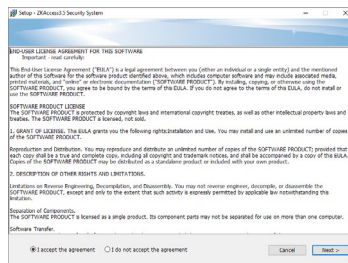 Setup - ZKAccess3.5 Security System
END-USER LICENSE AGREEMENT FOR THIS SOFTWARE
Important - read carefully:
This End-User License Agreement ("EULA") is a legal agreement between you (either an individual or a single entity) and the mentioned
author of this Software for the software product identified above, which includes computer software and may include associated media,
printed materials, and "online" or electronic documentation ("SOFTWARE PRODUCT"). By installing, copying, or otherwise using the
SOFTWARE PRODUCT, you agree to be bound by the terms of this EULA. If you do not agree to the terms of this EULA, do not install or
use the SOFTWARE PRODUCT.
SOFTWARE PRODUCT LICENSE
The SOFTWARE PRODUCT is protected by copyright laws and international copyright treaties, as well as other intellectual property laws and
treaties. The SOFTWARE PRODUCT is licensed, not sold.
1. GRANT OF LICENSE. The EULA grants you the following rights:Installation and Use. You may install and use an unlimited number of copies
of the SOFTWARE PRODUCT.
Reproduction and Distribution. You may reproduce and distribute an unlimited number of copies of the SOFTWARE PRODUCT; provided that
each copy shall be a true and complete copy, including all copyright and trademark notices, and shall be accompanied by a copy of this EULA.
Copies of the SOFTWARE PRODUCT may be distributed as a standalone product or included with your own product.
2. DESCRIPTION OF OTHER RIGHTS AND LIMITATIONS.
Limitations on Reverse Engineering, Decompilation, and Disassembly. You may not reverse engineer, decompile, or disassemble the
SOFTWARE PRODUCT, except and only to the extent that such activity is expressly permitted by applicable law notwithstanding this
limitation.
Separation of Components.
The SOFTWARE PRODUCT is licensed as a single product. Its component parts may not be separated for use on more than one computer.
Software Transfer.
I accept the agreement
I do not accept the agreement
Cancel
Next >